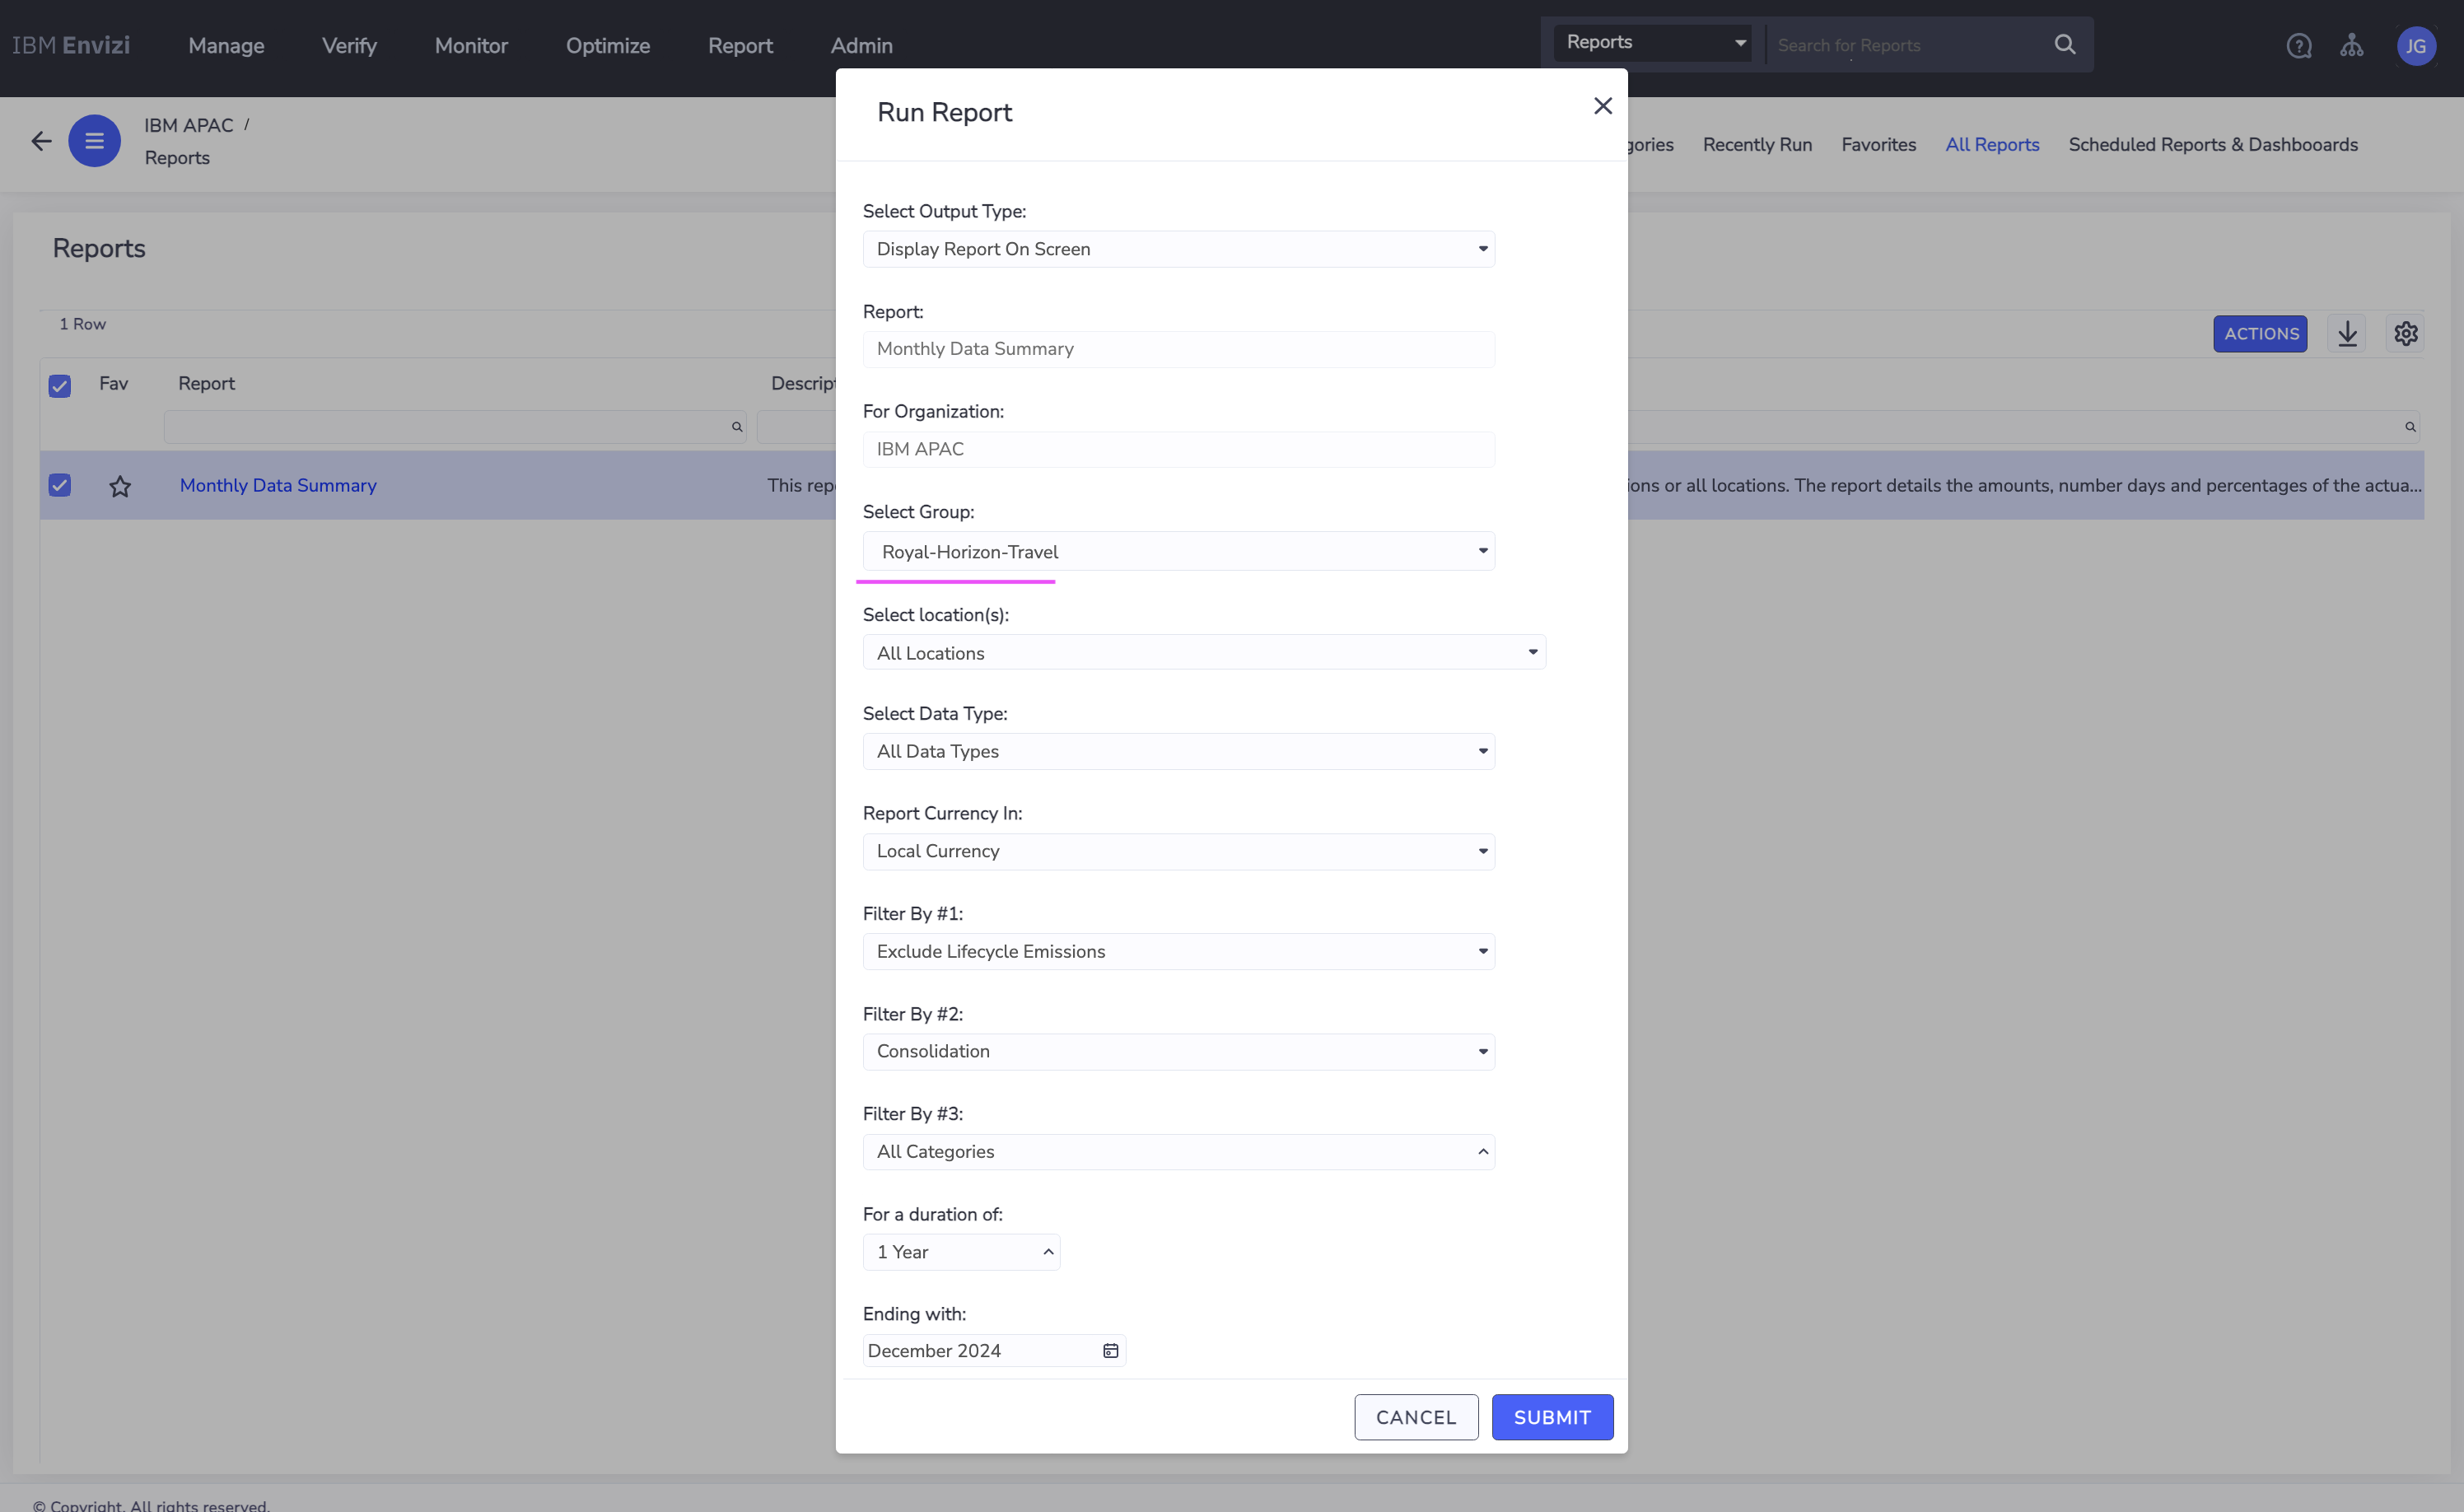 IBM Envizi
Manage
Verify
Monitor
Optimize
Report
Admin
Reports
Search for Reports
JG
IBM APAC /
Reports
Recently Run
Favorites
All Reports
Scheduled Reports & Dashbooards
Reports
1 Row
ACTIONS
Fav
Report
Descript
Monthly Data Summary
This repo
ions or all locations. The report details the amounts, number days and percentages of the actua...
Run Report
Select Output Type:
Display Report On Screen
Report:
Monthly Data Summary
For Organization:
IBM APAC
Select Group:
Royal-Horizon-Travel
Select location(s):
All Locations
Select Data Type:
All Data Types
Report Currency In:
Local Currency
Filter By #1:
Exclude Lifecycle Emissions
Filter By #2:
Consolidation
Filter By #3:
All Categories
For a duration of:
1 Year
Ending with:
December 2024
CANCEL
SUBMIT
© Copyright. All rights reserved.